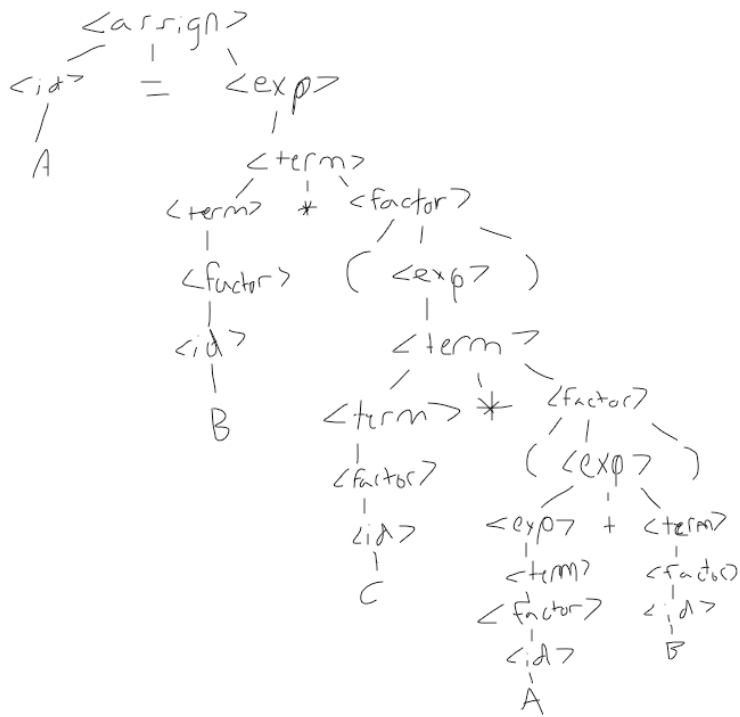 <assign>
<id> = <exp>
A
<term>
<term> * <factor>
<factor> ( <exp> )
<id> <term>
B <term> * <factor>
<factor> ( <exp> )
<id> <exp> + <term>
C <term> <factor>
<factor> <id>
<id> B
A